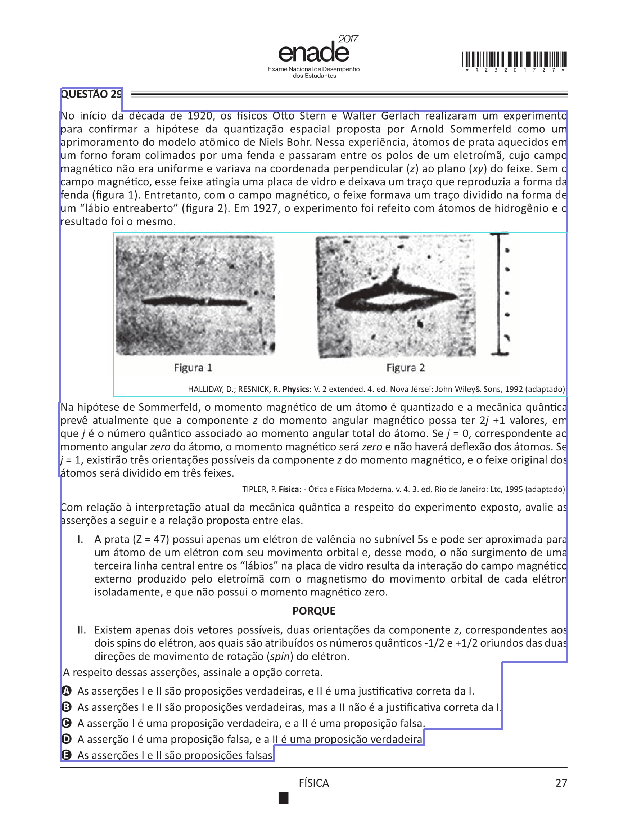 enade 2017
Exame Nacional de Desempenho
dos Estudantes
*R2220172 7*
QUESTÃO 29
No início da década de 1920, os físicos Otto Stern e Walter Gerlach realizaram um experimento
para confirmar a hipótese da quantização espacial proposta por Arnold Sommerfeld como um
aprimoramento do modelo atômico de Niels Bohr. Nessa experiência, átomos de prata aquecidos em
um forno foram colimados por uma fenda e passaram entre os polos de um eletroímã, cujo campo
magnético não era uniforme e variava na coordenada perpendicular (z) ao plano (xy) do feixe. Sem o
campo magnético, esse feixe atingia uma placa de vidro e deixava um traço que reproduzia a forma da
fenda (figura 1). Entretanto, com o campo magnético, o feixe formava um traço dividido na forma de
um “lábio entreaberto” (figura 2). Em 1927, o experimento foi refeito com átomos de hidrogênio e o
resultado foi o mesmo.
Figura 1
Figura 2
HALLIDAY, D.; RESNICK, R. Physics: V. 2 extended. 4. ed. Nova Jersei: John Wiley& Sons, 1992 (adaptado)
Na hipótese de Sommerfeld, o momento magnético de um átomo é quantizado e a mecânica quântica
prevê atualmente que a componente z do momento angular magnético possa ter 2j +1 valores, em
que j é o número quântico associado ao momento angular total do átomo. Se j = 0, correspondente ao
momento angular zero do átomo, o momento magnético será zero e não haverá deflexão dos átomos. Se
j = 1, existirão três orientações possíveis da componente z do momento magnético, e o feixe original dos
átomos será dividido em três feixes.
TIPLER, P. Física: - Ótica e Física Moderna. v. 4. 3. ed. Rio de Janeiro: Ltc, 1995 (adaptado)
Com relação à interpretação atual da mecânica quântica a respeito do experimento exposto, avalie as
asserções a seguir e a relação proposta entre elas.
I. A prata (Z = 47) possui apenas um elétron de valência no subnível 5s e pode ser aproximada para
um átomo de um elétron com seu movimento orbital e, desse modo, o não surgimento de uma
terceira linha central entre os “lábios” na placa de vidro resulta da interação do campo magnético
externo produzido pelo eletroímã com o magnetismo do movimento orbital de cada elétron
isoladamente, e que não possui o momento magnético zero.
PORQUE
II. Existem apenas dois vetores possíveis, duas orientações da componente z, correspondentes aos
dois spins do elétron, aos quais são atribuídos os números quânticos -1/2 e +1/2 oriundos das duas
direções de movimento de rotação (spin) do elétron.
A respeito dessas asserções, assinale a opção correta.
A As asserções I e II são proposições verdadeiras, e II é uma justificativa correta da I.
B As asserções I e II são proposições verdadeiras, mas a II não é a justificativa correta da I.
C A asserção I é uma proposição verdadeira, e a II é uma proposição falsa.
D A asserção I é uma proposição falsa, e a II é uma proposição verdadeira
E As asserções I e II são proposições falsas
FÍSICA
27